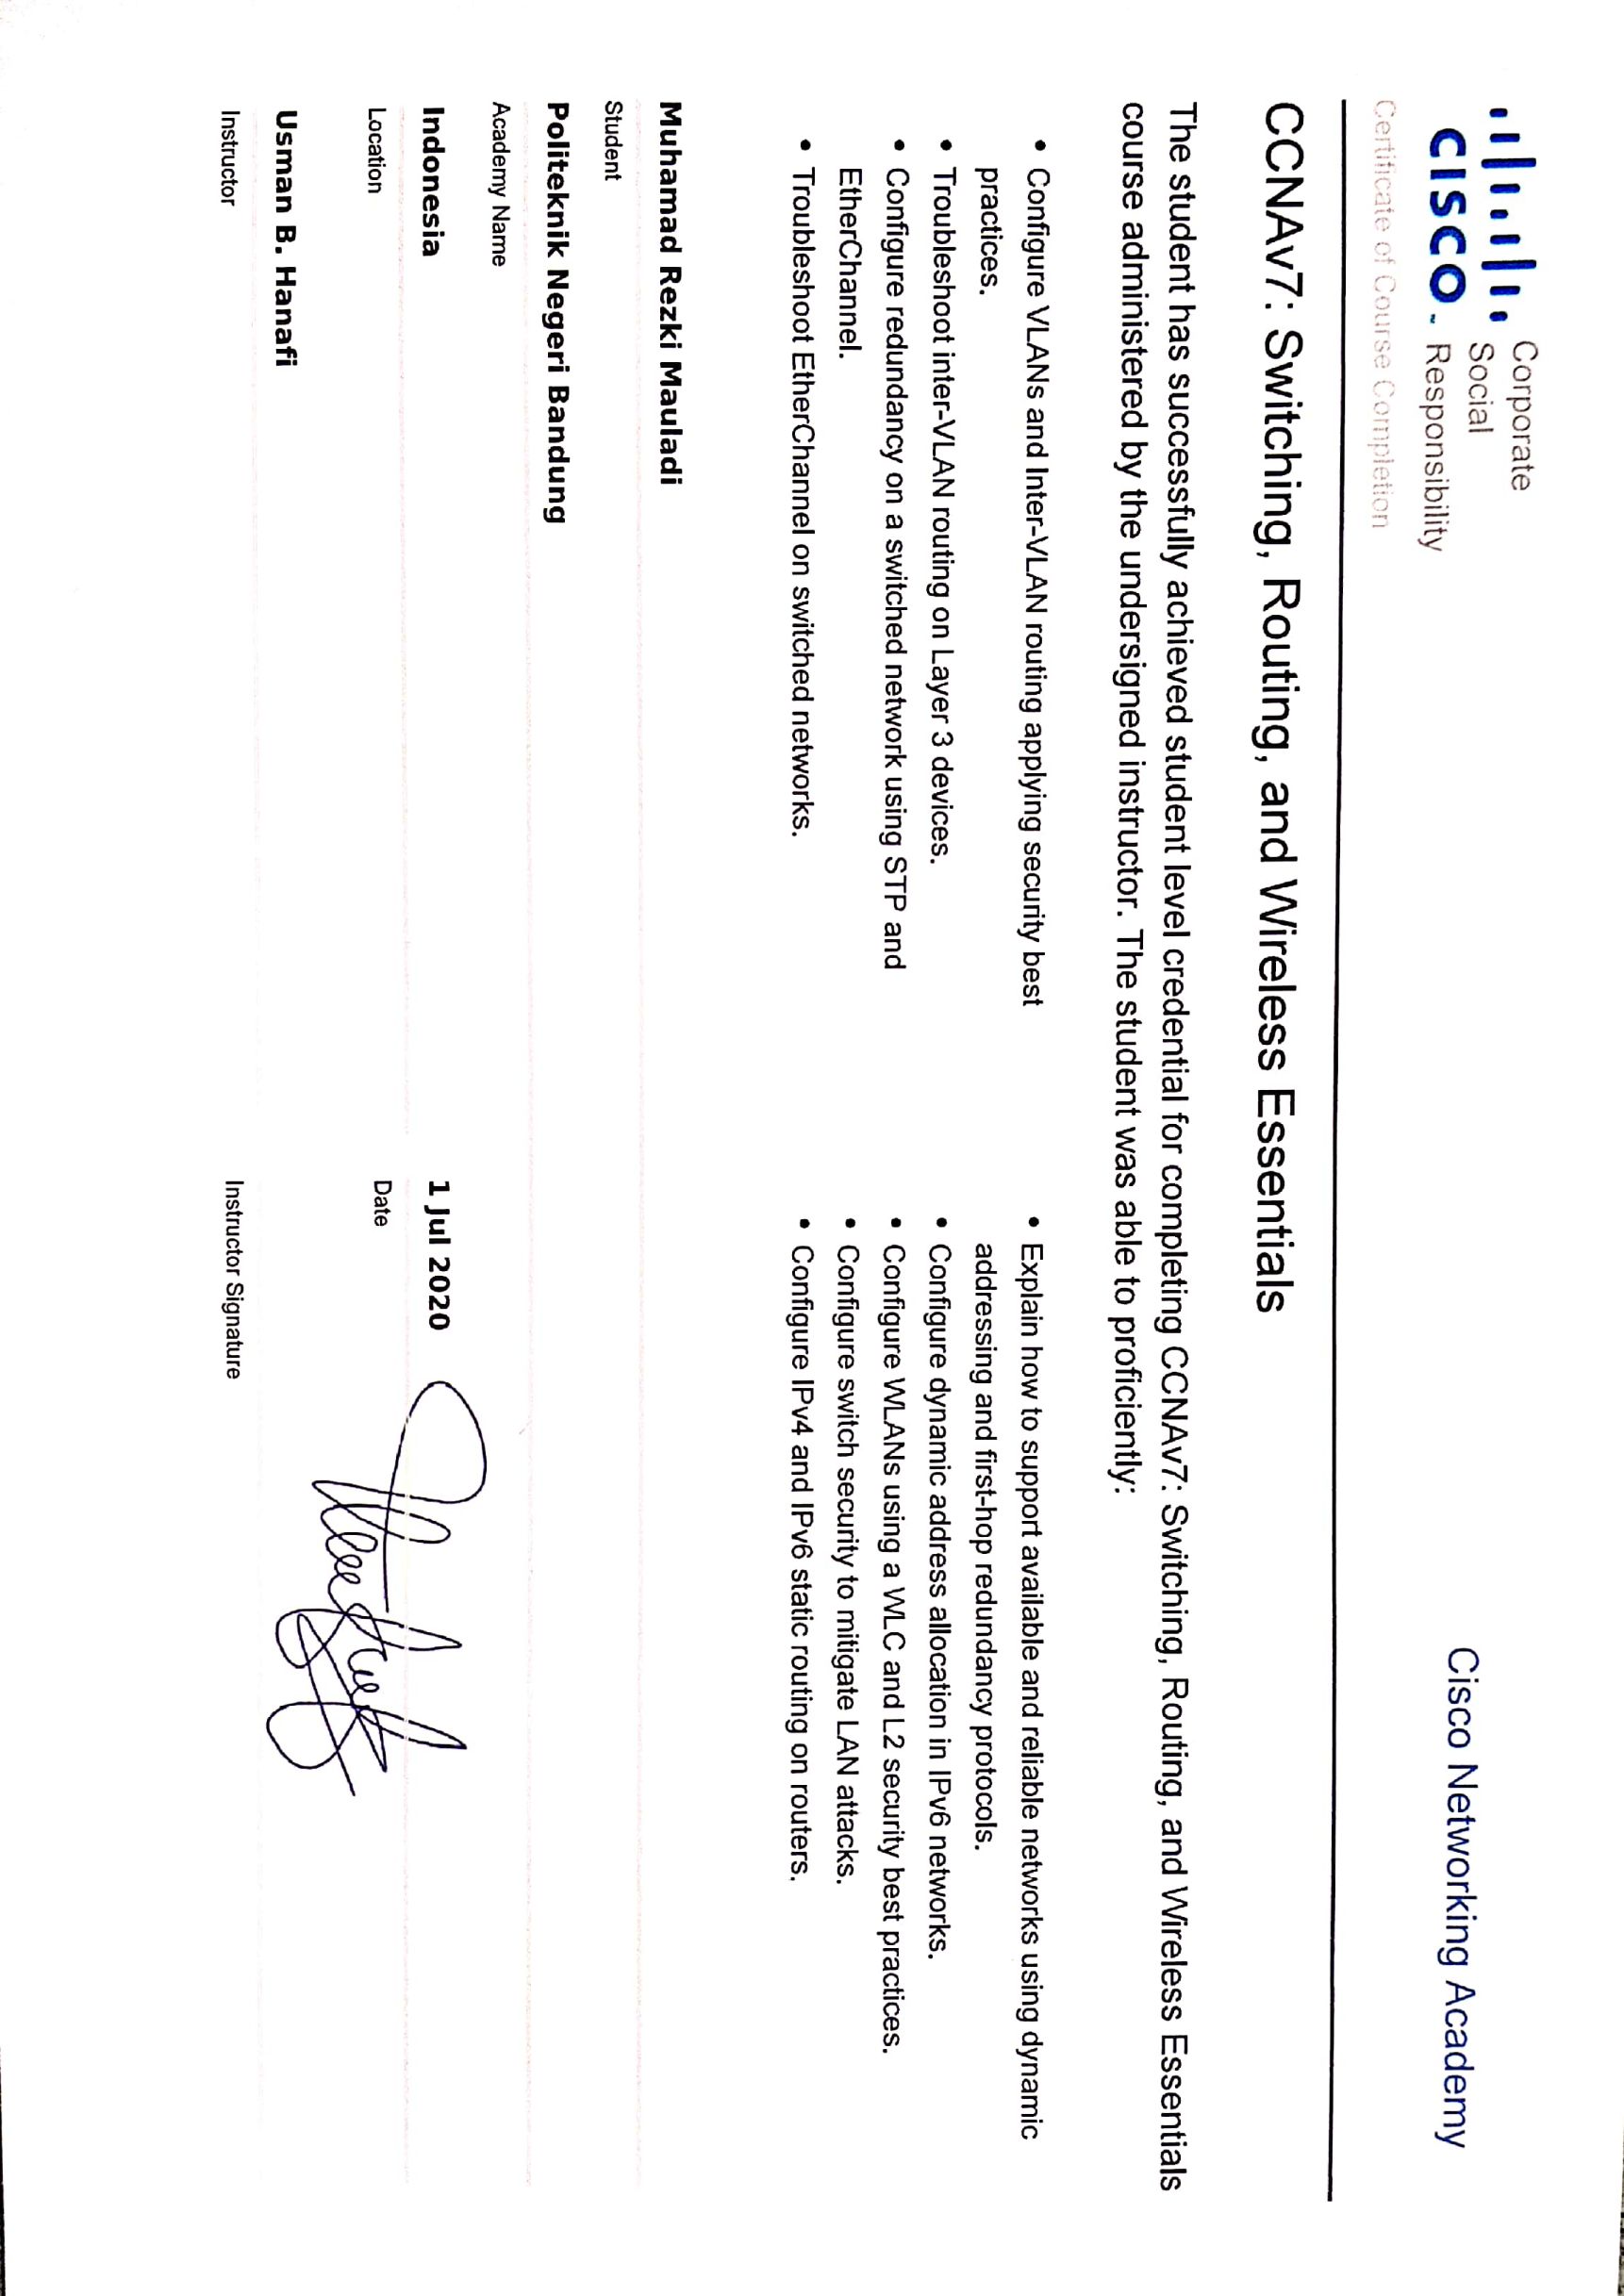 CISCO™
Corporate
Social
Responsibility
Cisco Networking Academy
Certificate of Course Completion
CCNAv7: Switching, Routing, and Wireless Essentials
The student has successfully achieved student level credential for completing CCNAv7: Switching, Routing, and Wireless Essentials
course administered by the undersigned instructor. The student was able to proficiently:
• Configure VLANs and Inter-VLAN routing applying security best
practices.
• Troubleshoot inter-VLAN routing on Layer 3 devices.
• Configure redundancy on a switched network using STP and
EtherChannel.
• Troubleshoot EtherChannel on switched networks.
• Explain how to support available and reliable networks using dynamic
addressing and first-hop redundancy protocols.
• Configure dynamic address allocation in IPv6 networks.
• Configure WLANs using a WLC and L2 security best practices.
• Configure switch security to mitigate LAN attacks.
• Configure IPv4 and IPv6 static routing on routers.
Muhamad Rezki Mauladi
Student
Politeknik Negeri Bandung
Academy Name
Indonesia
Location
1 Jul 2020
Date
Usman B. Hanafi
Instructor
Instructor Signature